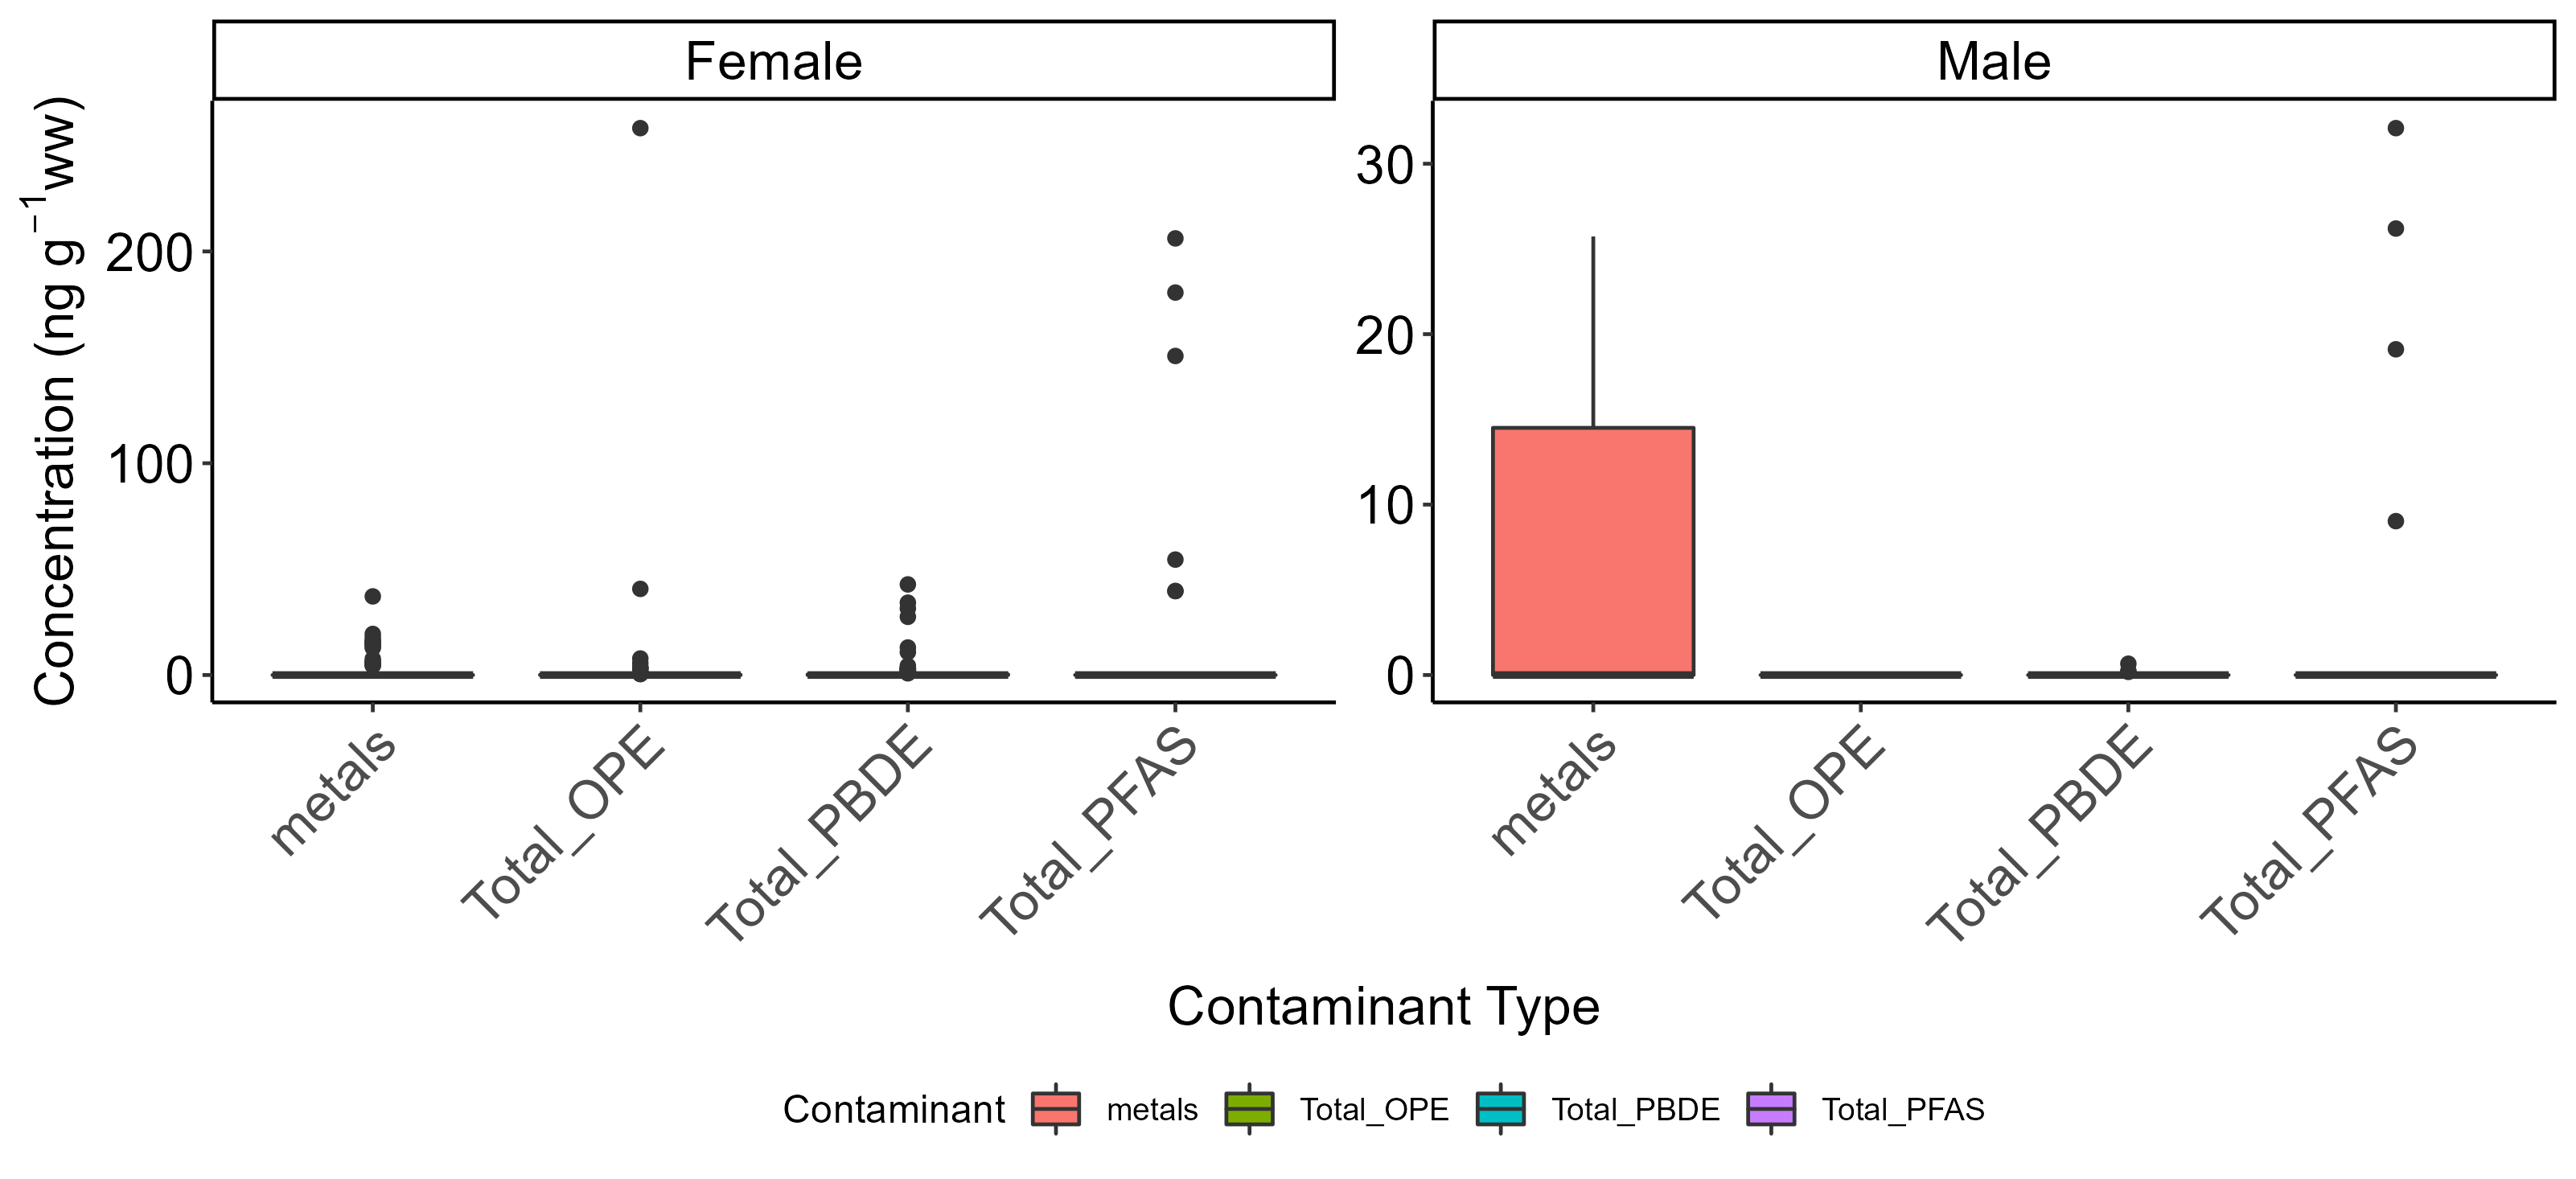 Female
Male
Concentration (ng g⁻¹ww)
200
100
0
30
20
10
0
metals
Total_OPE
Total_PBDE
Total_PFAS
metals
Total_OPE
Total_PBDE
Total_PFAS
Contaminant Type
Contaminant metals Total_OPE Total_PBDE Total_PFAS